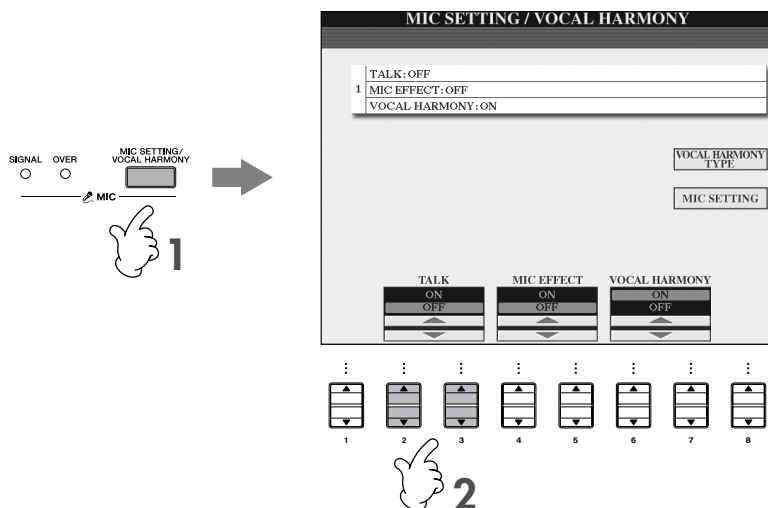 MIC SETTING / VOCAL HARMONY
TALK:OFF
1 MIC EFFECT:OFF
VOCAL HARMONY:ON
SIGNAL OVER MIC SETTING/
VOCAL HARMONY
MIC
1
VOCAL HARMONY
TYPE
MIC SETTING
TALK MIC EFFECT VOCAL HARMONY
ON ON ON
OFF OFF OFF
1 2 3 4 5 6 7 8
2